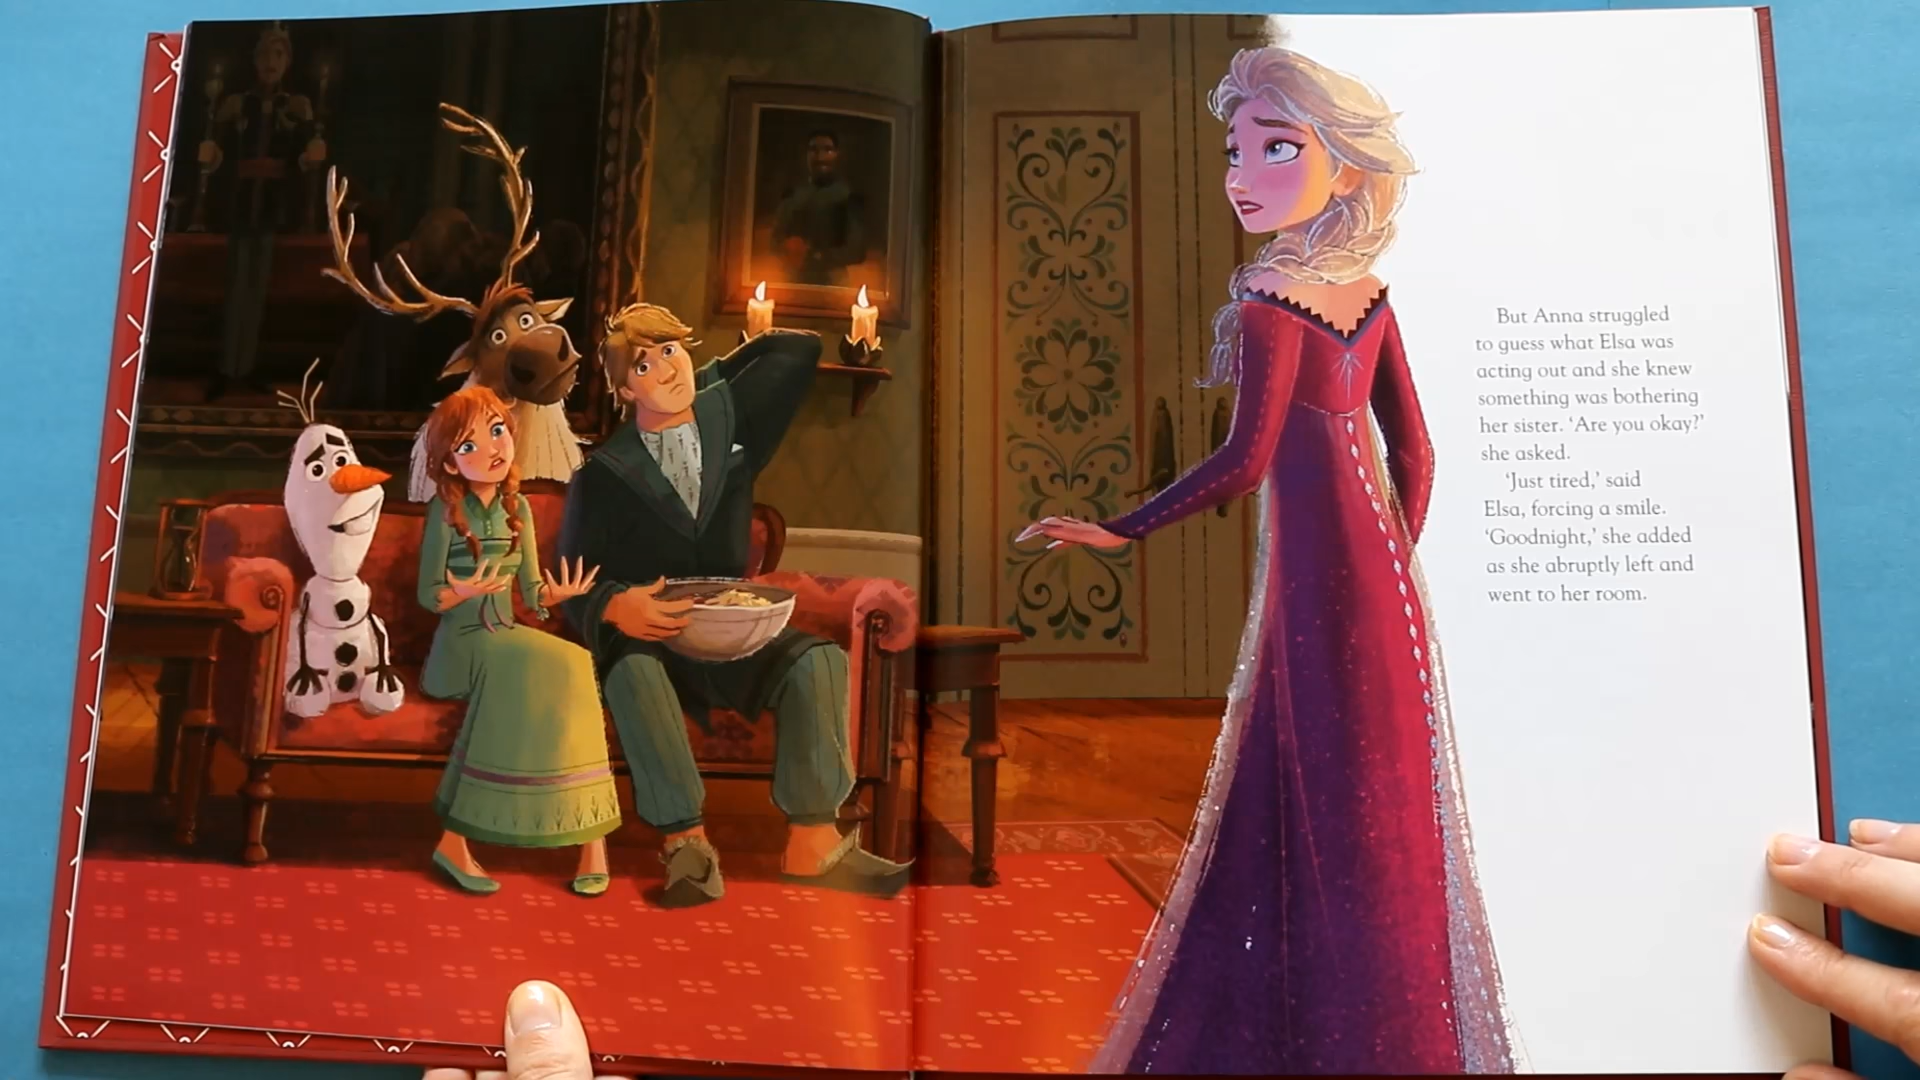 But Anna struggled
to guess what Elsa was
acting out and she knew
something was bothering
her sister. ‘Are you okay?’
she asked.
‘Just tired,’ said
Elsa, forcing a smile.
‘Goodnight,’ she added
as she abruptly left and
went to her room.